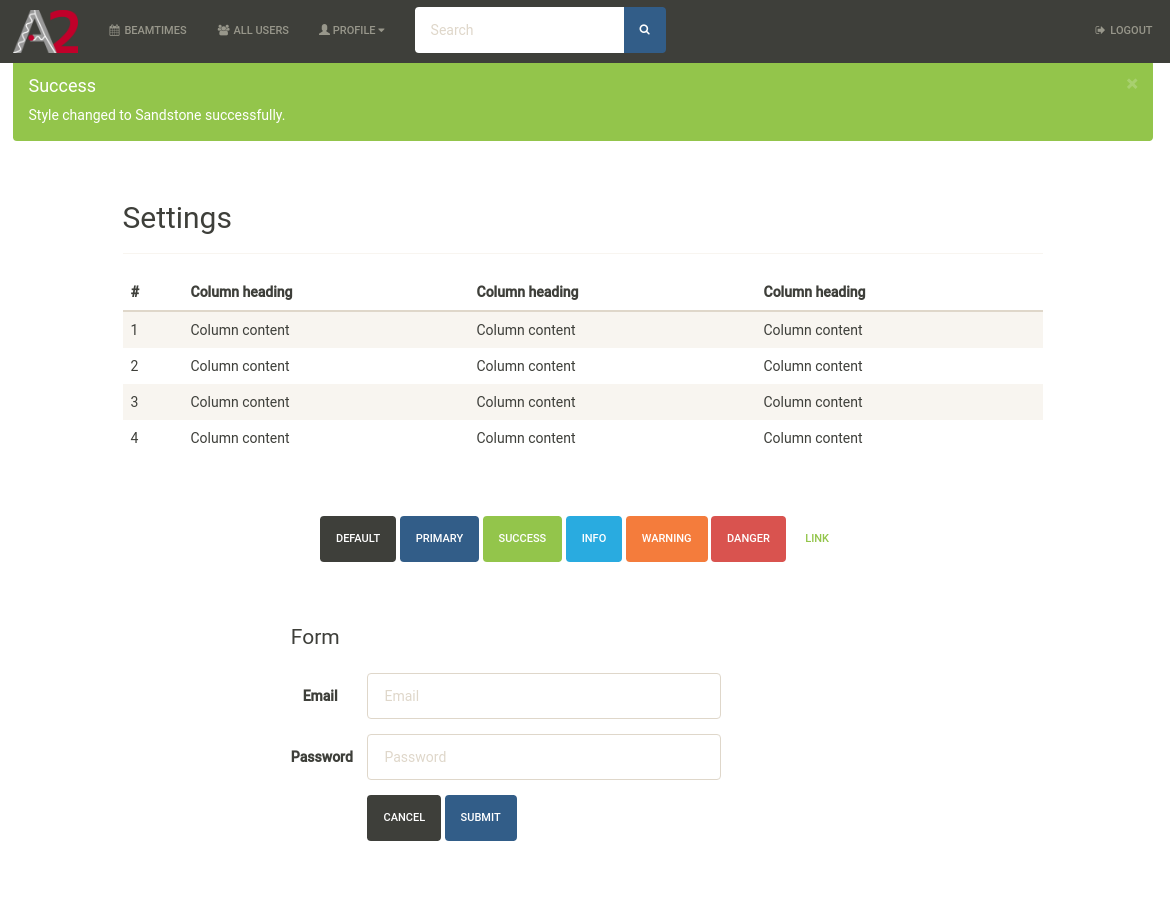 A2 BEAMTIMES ALL USERS PROFILE Search LOGOUT
Success ×
Style changed to Sandstone successfully.
Settings
# Column heading Column heading Column heading
1 Column content Column content Column content
2 Column content Column content Column content
3 Column content Column content Column content
4 Column content Column content Column content
DEFAULT PRIMARY SUCCESS INFO WARNING DANGER LINK
Form
Email Email
Password Password
CANCEL SUBMIT